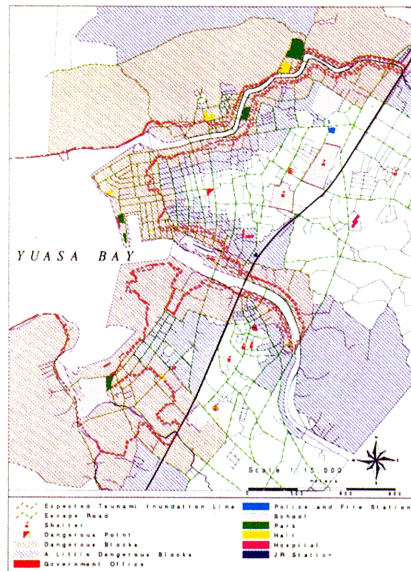 YUASA BAY
Scale 1:15,000
meters
Expected Tsunami Inundation Line
Escape Road
Shelter
Dangerous Point
Dangerous Blocks
A Little Dangerous Blocks
Government Office
Police and Fire Station
School
Park
Hall
Hospital
JR Station